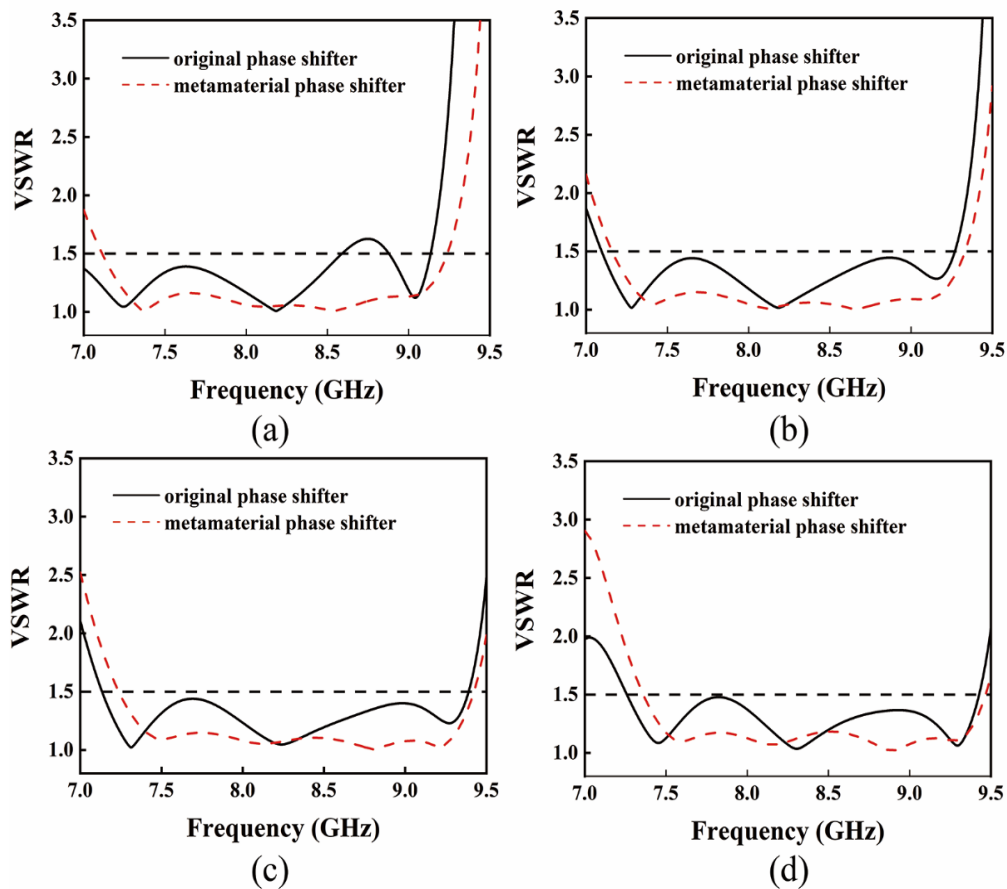 3.5
3.0
2.5
2.0
1.5
1.0
VSWR
original phase shifter
metamaterial phase shifter
7.0 7.5 8.0 8.5 9.0 9.5
Frequency (GHz)
(a)
3.5
3.0
2.5
2.0
1.5
1.0
VSWR
original phase shifter
metamaterial phase shifter
7.0 7.5 8.0 8.5 9.0 9.5
Frequency (GHz)
(b)
3.5
3.0
2.5
2.0
1.5
1.0
VSWR
original phase shifter
metamaterial phase shifter
7.0 7.5 8.0 8.5 9.0 9.5
Frequency (GHz)
(c)
3.5
3.0
2.5
2.0
1.5
1.0
VSWR
original phase shifter
metamaterial phase shifter
7.0 7.5 8.0 8.5 9.0 9.5
Frequency (GHz)
(d)